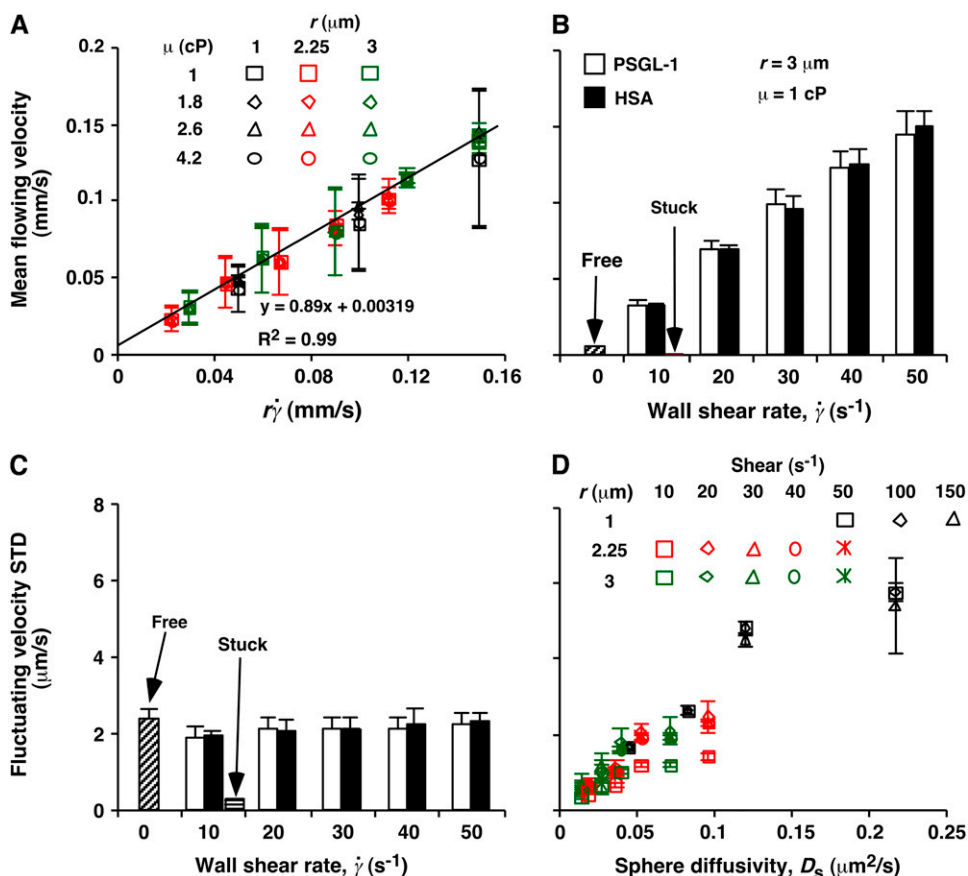 A
r (μm)
μ (cP) 1 2.25 3
1
1.8
2.6
4.2
0.2
0.15
0.1
0.05
0
Mean flowing velocity
(mm/s)
y = 0.89x + 0.00319
R² = 0.99
0 0.04 0.08 0.12 0.16
rγ̇ (mm/s)
B
PSGL-1
HSA
r = 3 μm
μ = 1 cP
Stuck
Free
0 10 20 30 40 50
Wall shear rate, γ̇ (s⁻¹)
C
8
6
4
2
0
Fluctuating velocity STD
(μm/s)
Free
Stuck
0 10 20 30 40 50
Wall shear rate, γ̇ (s⁻¹)
D
Shear (s⁻¹)
r (μm) 10 20 30 40 50 100 150
1
2.25
3
0 0.05 0.1 0.15 0.2 0.25
Sphere diffusivity, Dₛ (μm²/s)